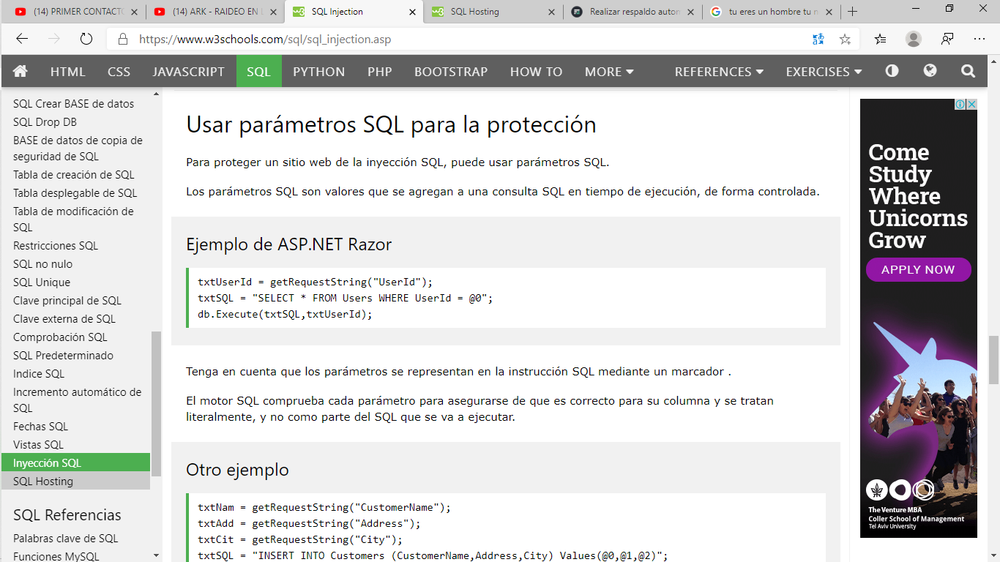 (14) PRIMER CONTACTO
(14) ARK - RAIDEO EN L
SQL Injection
SQL Hosting
Realizar respaldo autom
tu eres un hombre tu n
https://www.w3schools.com/sql/sql_injection.asp
HTML CSS JAVASCRIPT SQL PYTHON PHP BOOTSTRAP HOW TO MORE REFERENCES EXERCISES
SQL Crear BASE de datos
SQL Drop DB
BASE de datos de copia de
seguridad de SQL
Tabla de creación de SQL
Tabla desplegable de SQL
Tabla de modificación de
SQL
Restricciones SQL
SQL no nulo
SQL Unique
Clave principal de SQL
Clave externa de SQL
Comprobación SQL
SQL Predeterminado
Indice SQL
Incremento automático de
SQL
Fechas SQL
Vistas SQL
Inyección SQL
SQL Hosting
SQL Referencias
Palabras clave de SQL
Funciones MySQL
Usar parámetros SQL para la protección
Para proteger un sitio web de la inyección SQL, puede usar parámetros SQL.
Los parámetros SQL son valores que se agregan a una consulta SQL en tiempo de ejecución, de forma controlada.
Ejemplo de ASP.NET Razor
txtUserId = getRequestString("UserId");
txtSQL = "SELECT * FROM Users WHERE UserId = @0";
db.Execute(txtSQL,txtUserId);
Tenga en cuenta que los parámetros se representan en la instrucción SQL mediante un marcador .
El motor SQL comprueba cada parámetro para asegurarse de que es correcto para su columna y se tratan
literalmente, y no como parte del SQL que se va a ejecutar.
Otro ejemplo
txtNam = getRequestString("CustomerName");
txtAdd = getRequestString("Address");
txtCit = getRequestString("City");
txtSQL = "INSERT INTO Customers (CustomerName,Address,City) Values(@0,@1,@2)";
Come
Study
Where
Unicorns
Grow
APPLY NOW
The Venture MBA
Coller School of Management
Tel Aviv University